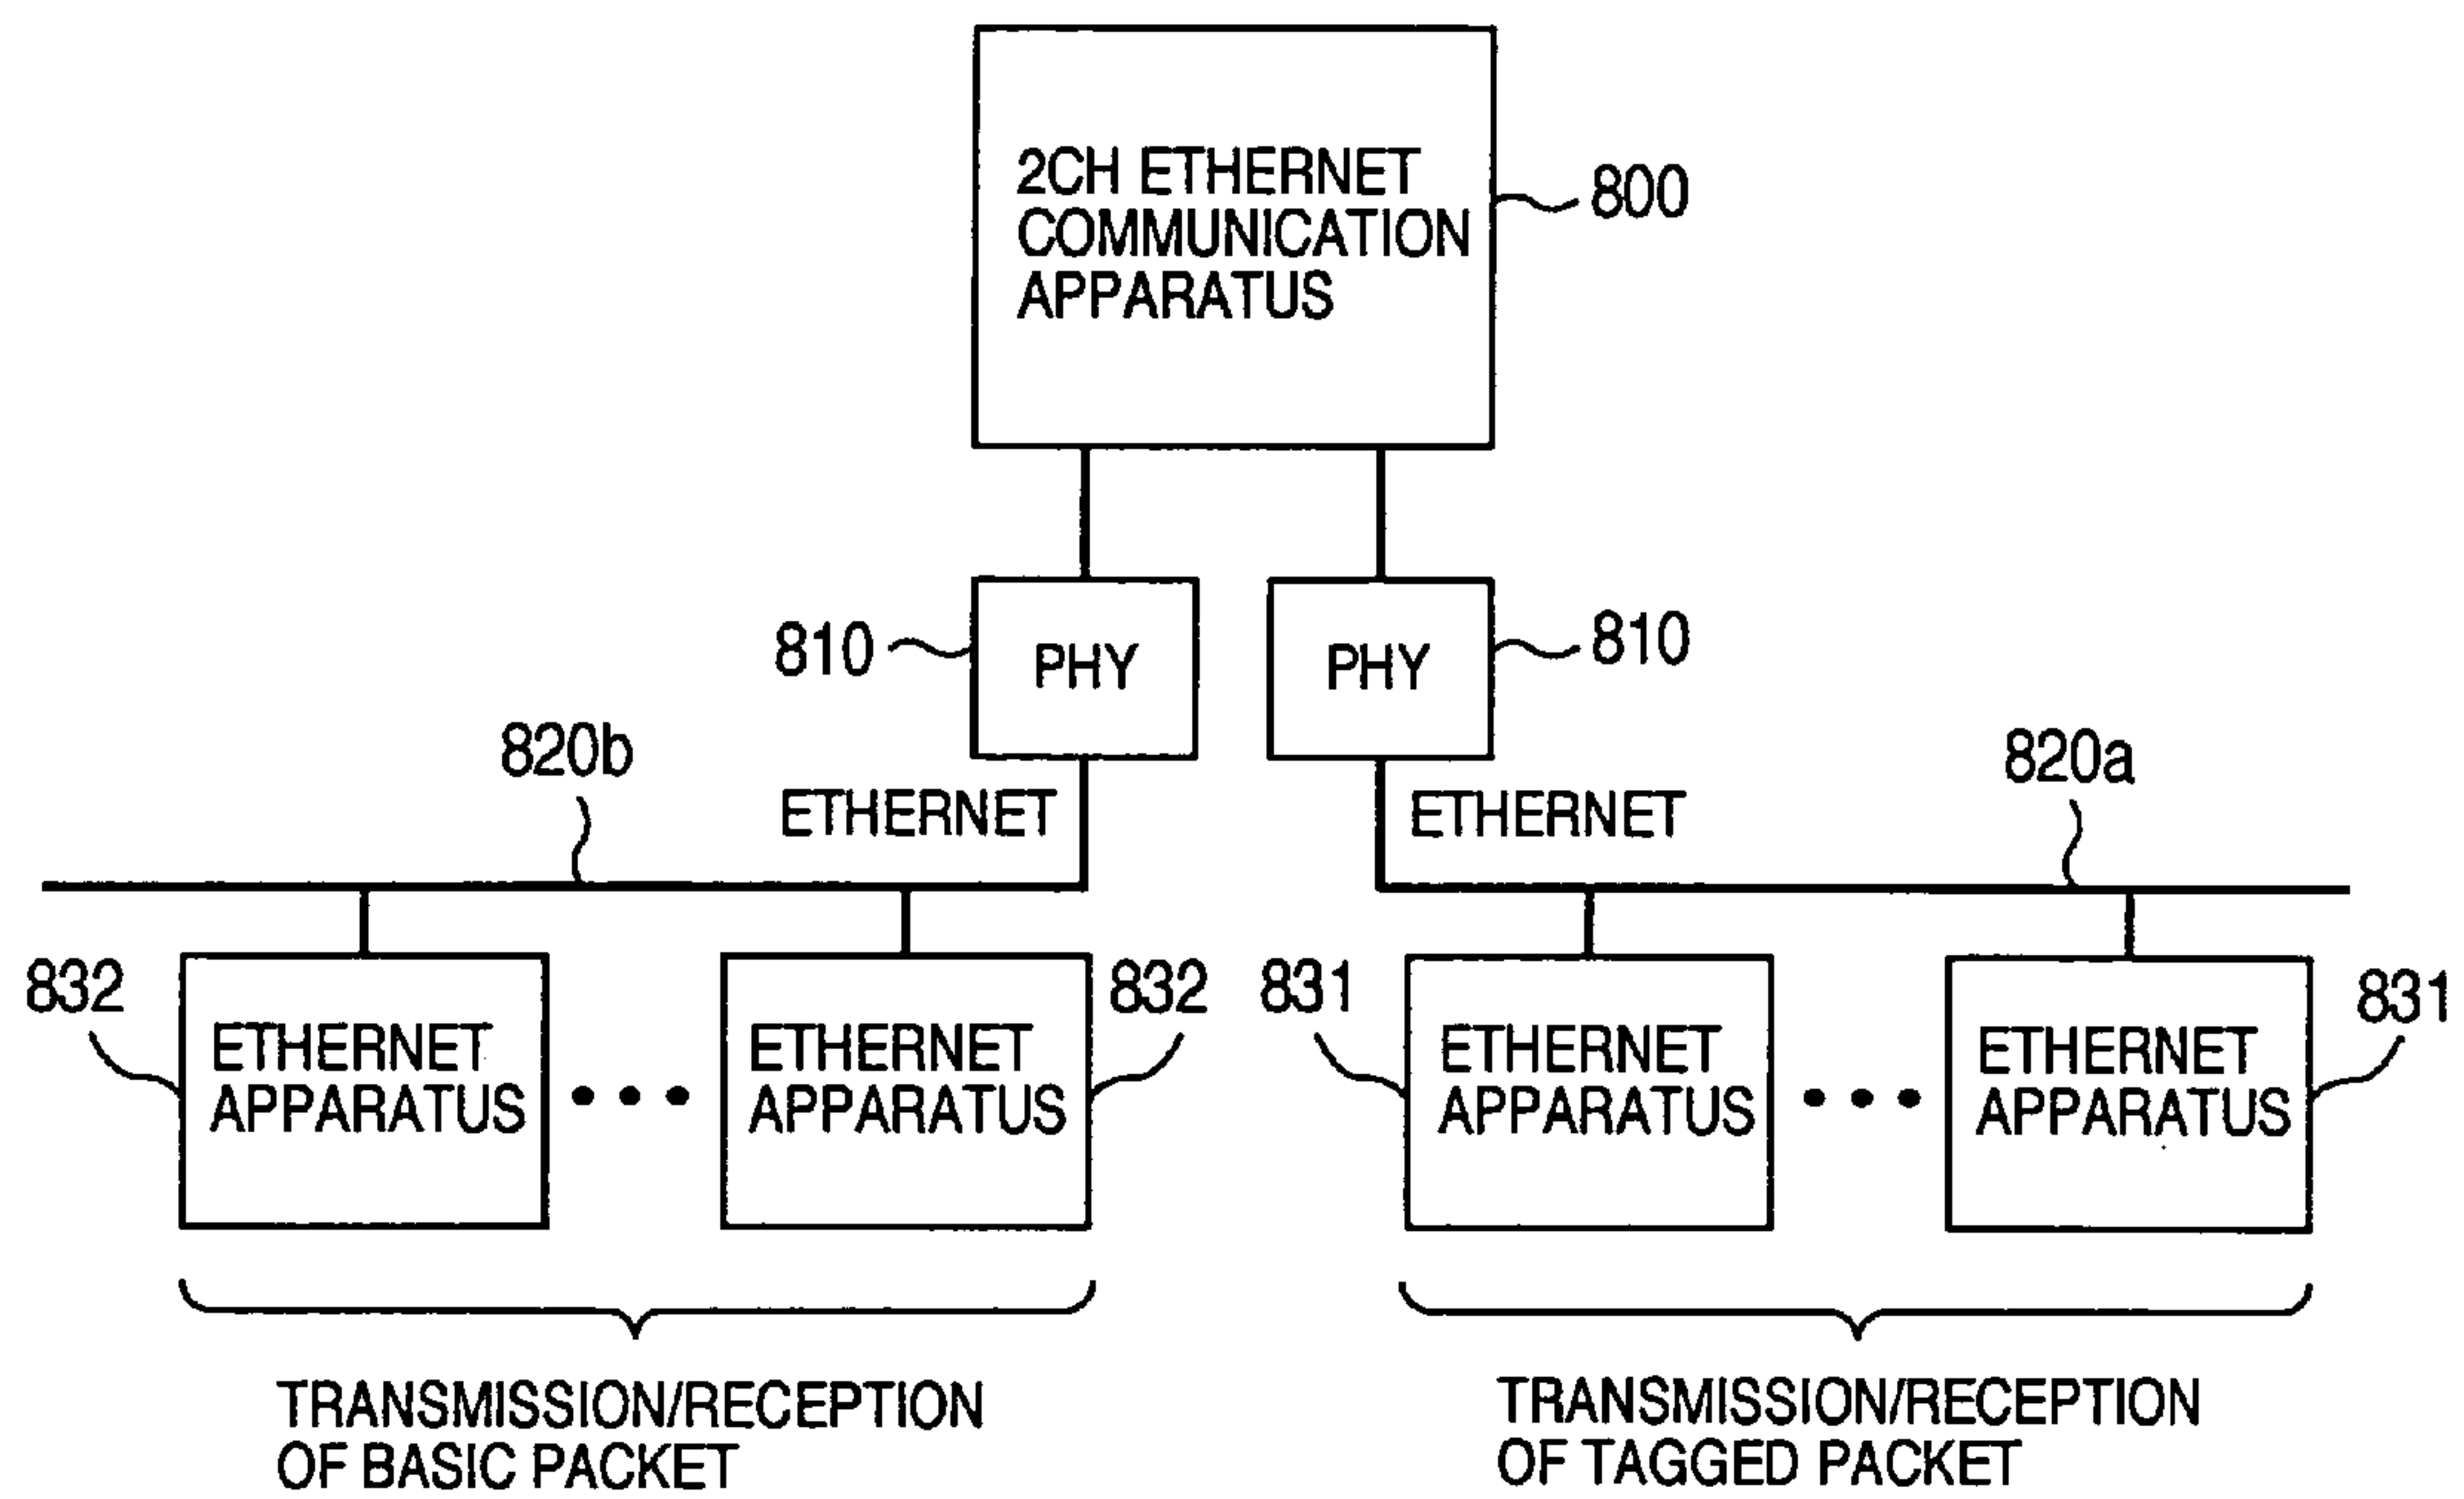 2CH ETHERNET
COMMUNICATION
APPARATUS
800
810
PHY
PHY
810
820b
820a
ETHERNET
ETHERNET
832
832
831
831
ETHERNET
APPARATUS
ETHERNET
APPARATUS
ETHERNET
APPARATUS
ETHERNET
APPARATUS
TRANSMISSION/RECEPTION
OF BASIC PACKET
TRANSMISSION/RECEPTION
OF TAGGED PACKET